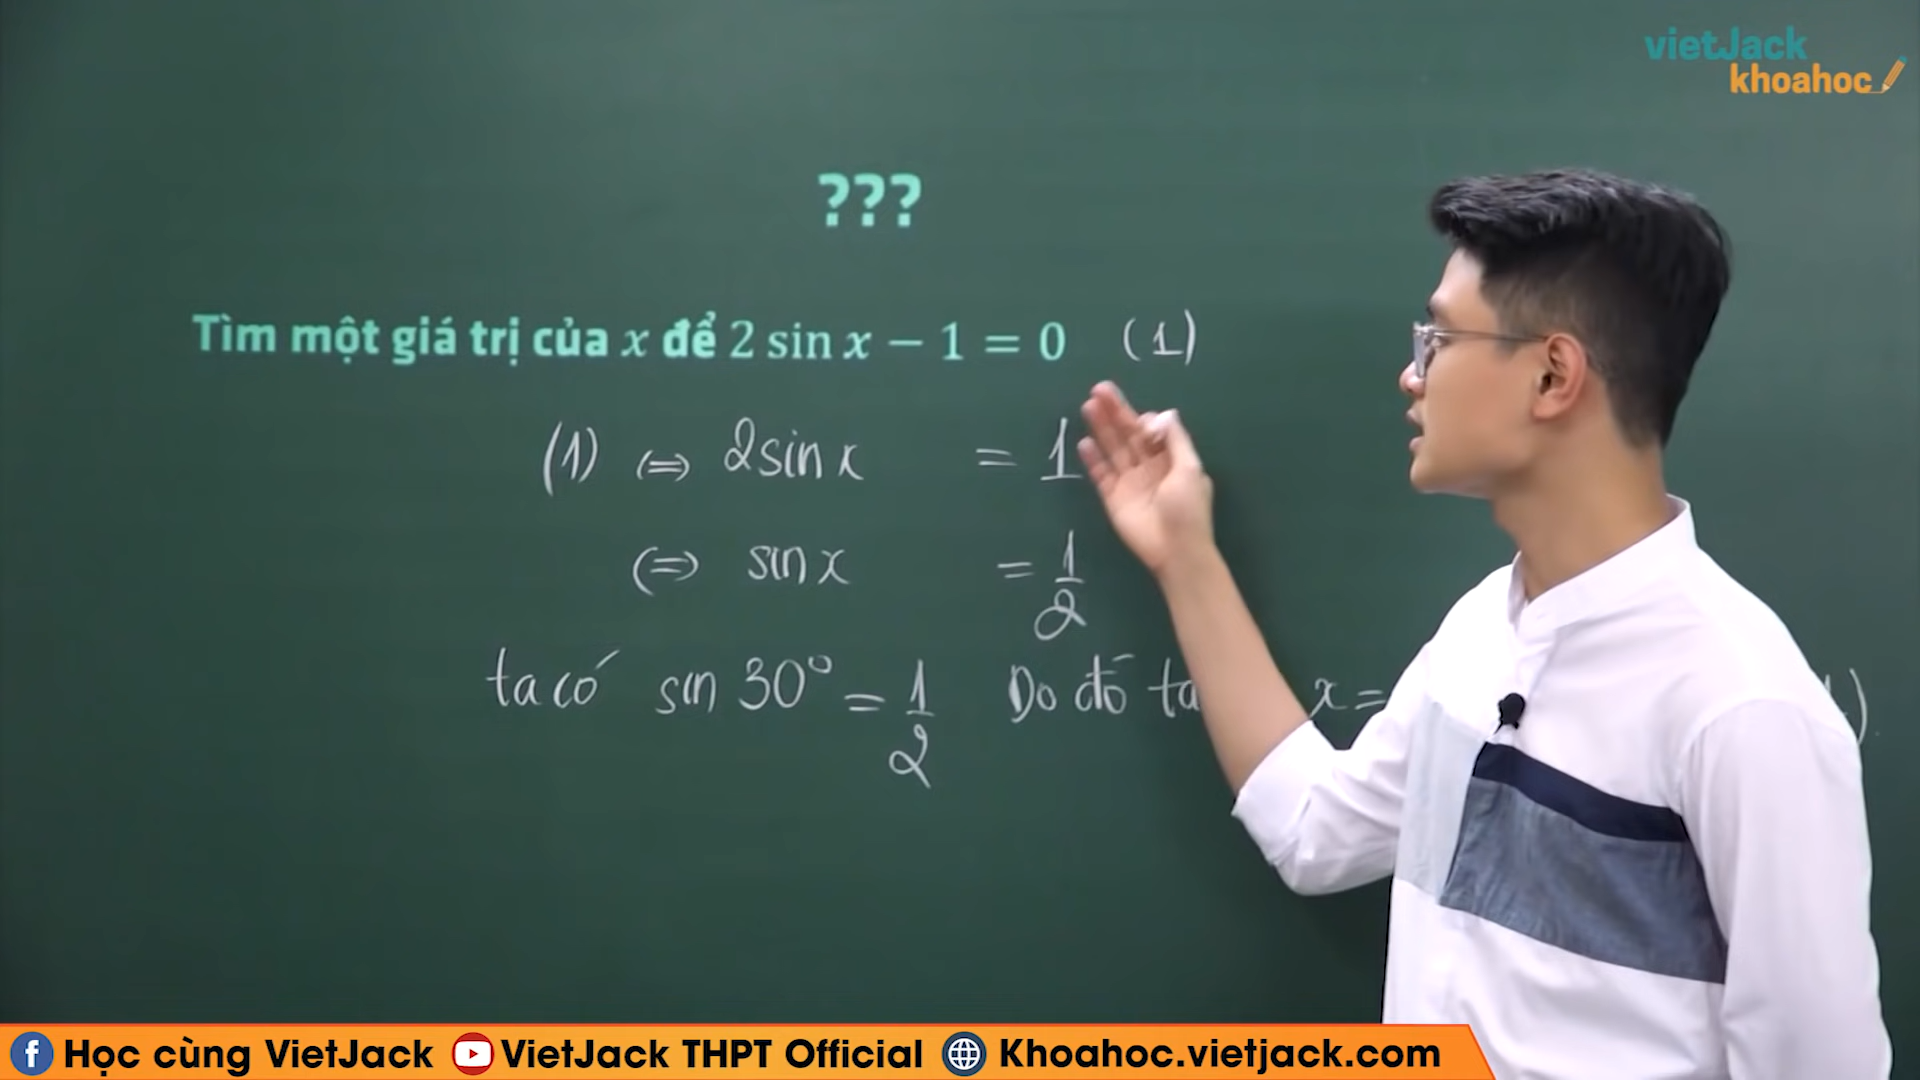 vietJack
khoahoc
???
Tìm một giá trị của x để 2 sin x − 1 = 0 (1)
(1) ⇔ 2sin x = 1
⇔ sin x = 1/2
ta có sin 30° = 1/2 Do đó ta x =
Học cùng VietJack VietJack THPT Official Khoahoc.vietjack.com